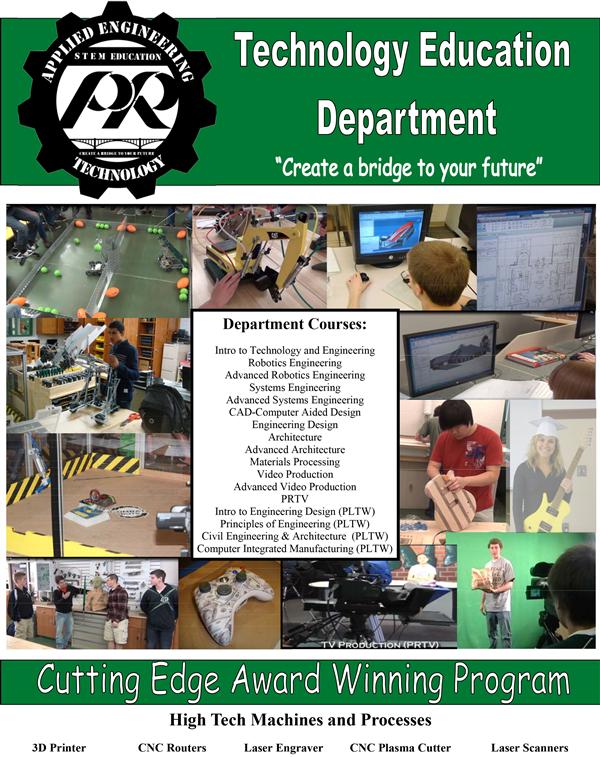 APPLIED ENGINEERING
STEM EDUCATION
PR
CREATE A BRIDGE TO YOUR FUTURE
TECHNOLOGY
Technology Education
Department
"Create a bridge to your future"
CAT
Department Courses:
Intro to Technology and Engineering
Robotics Engineering
Advanced Robotics Engineering
Systems Engineering
Advanced Systems Engineering
CAD-Computer Aided Design
Engineering Design
Architecture
Advanced Architecture
Materials Processing
Video Production
Advanced Video Production
PRTV
Intro to Engineering Design (PLTW)
Principles of Engineering (PLTW)
Civil Engineering & Architecture (PLTW)
Computer Integrated Manufacturing (PLTW)
TV PRODUCTION (PRTV)
Cutting Edge Award Winning Program
High Tech Machines and Processes
3D Printer CNC Routers Laser Engraver CNC Plasma Cutter Laser Scanners